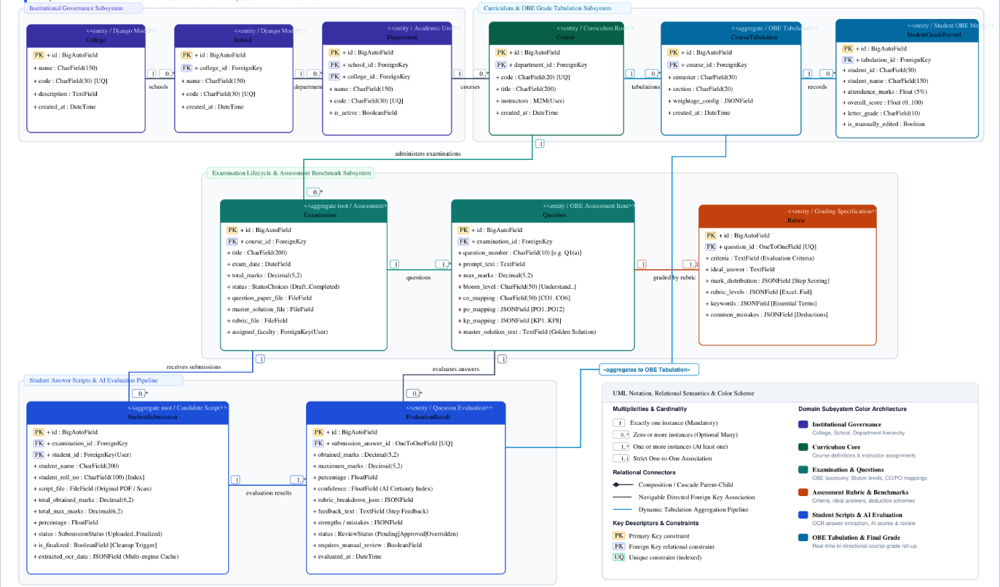 Institutional Governance Subsystem
Curriculum & OBE Grade Tabulation Subsystem
<<entity / Django Model>>
College
PK + id : BigAutoField
+ name : CharField(150)
+ code : CharField(30) [UQ]
+ description : TextField
+ created_at : DateTime
1
0..*
schools
<<entity / Django Model>>
School
PK + id : BigAutoField
FK + college_id : ForeignKey
+ name : CharField(150)
+ code : CharField(30) [UQ]
+ created_at : DateTime
1
0..*
department
<<entity / Academic Unit>>
Department
PK + id : BigAutoField
FK + school_id : ForeignKey
FK + college_id : ForeignKey
+ name : CharField(150)
+ code : CharField(30) [UQ]
+ is_active : BooleanField
1
0..*
courses
<<entity / Curriculum Root>>
Course
PK + id : BigAutoField
FK + department_id : ForeignKey
+ code : CharField(20) [UQ]
+ title : CharField(200)
+ instructors : M2M(User)
+ created_at : DateTime
1
0..*
tabulations
<<aggregate / OBE Tabulation>>
CourseTabulation
PK + id : BigAutoField
FK + course_id : ForeignKey
+ semester : CharField(50)
+ section : CharField(20)
+ weightage_config : JSONField
+ created_at : DateTime
1
0..*
records
<<entity / Student OBE Metric>>
StudentGradeRecord
PK + id : BigAutoField
FK + tabulation_id : ForeignKey
+ student_id : CharField(50)
+ student_name : CharField(150)
+ attendance_marks : Float (5%)
+ overall_score : Float (0..100)
+ letter_grade : CharField(10)
+ is_manually_edited : Boolean
1
administers examinations
Examination Lifecycle & Assessment Benchmark Subsystem
0..*
<<aggregate root / Assessment>
Examination
PK + id : BigAutoField
FK + course_id : ForeignKey
+ title : CharField(200)
+ exam_date : DateField
+ total_marks : Decimal(5,2)
+ status : StatusChoices (Draft..Completed)
+ question_paper_file : FileField
+ master_solution_file : FileField
+ rubric_file : FileField
+ assigned_faculty : ForeignKey(User)
1
1..*
questions
<<entity / OBE Assessment Item>>
Question
PK + id : BigAutoField
FK + examination_id : ForeignKey
+ question_number : CharField(10) [e.g. Q1(a)]
+ prompt_text : TextField
+ max_marks : Decimal(5,2)
+ bloom_level : CharField(50) [Understand..]
+ co_mapping : CharField(50) [CO1..CO6]
+ po_mapping : JSONField [PO1..PO12]
+ kp_mapping : JSONField [KP1..KP8]
+ master_solution_text : TextField (Golden Solution)
1
1..1
graded by rubric
<<entity / Grading Specification>>
Rubric
PK + id : BigAutoField
FK + question_id : OneToOneField [UQ]
+ criteria : TextField (Evaluation Criteria)
+ ideal_answer : TextField
+ mark_distribution : JSONField [Step Scoring]
+ rubric_levels : JSONField [Excel..Fail]
+ keywords : JSONField [Essential Terms]
+ common_mistakes : JSONField [Deductions]
1
receives submissions
1
evaluates answers
«aggregates to OBE Tabulation»
Student Answer Scripts & AI Evaluation Pipeline
0..*
0..*
<<aggregate root / Candidate Script>>
StudentSubmission
PK + id : BigAutoField
FK + examination_id : ForeignKey
FK + student_id : ForeignKey(User)
+ student_name : CharField(200)
+ student_roll_no : CharField(100) [Index)
+ script_file : FileField (Original PDF / Scan)
+ total_obtained_marks : Decimal(6,2)
+ total_max_marks : Decimal(6,2)
+ percentage : FloatField
+ status : SubmissionStatus (Uploaded..Finalized)
+ is_finalized : BooleanField [Cleanup Trigger]
+ extracted_ocr_data : JSONField (Multi-engine Cache)
1
1..*
evaluation results
<<entity / Question Evaluation>>
EvaluationResult
PK + id : BigAutoField
FK + submission_answer_id : OneToOneField [UQ]
+ obtained_marks : Decimal(5,2)
+ maximum_marks : Decimal(5,2)
+ percentage : FloatField
+ confidence : FloatField (AI Certainty Index)
+ rubric_breakdown_json : JSONField
+ feedback_text : TextField (Step Feedback)
+ strengths / mistakes : JSONField
+ status : ReviewStatus (Pending|Approved|Overridden)
+ requires_manual_review : BooleanField
+ evaluated_at : DateTime
UML Notation, Relational Semantics & Color Scheme
Multiplicities & Cardinality
1 Exactly one instance (Mandatory)
0..* Zero or more instances (Optional Many)
1..* One or more instances (At least one)
1..1 Strict One-to-One Association
Relational Connectors
Composition / Cascade Parent-Child
Navigable Directed Foreign Key Association
Dynamic Tabulation Aggregation Pipeline
Key Descriptors & Constraints
PK Primary Key constraint
FK Foreign Key relational constraint
UQ Unique constraint (indexed)
Domain Subsystem Color Architecture
Institutional Governance
College, School, Department hierarchy
Curriculum Core
Course definitions & instructor assignments
Examination & Questions
OBE taxonomy, Bloom levels, CO/PO mappings
Assessment Rubric & Benchmarks
Criteria, ideal answers, deduction schemes
Student Scripts & AI Evaluation
OCR answer extraction, AI scores & review
OBE Tabulation & Final Grade
Real-time bi-directional course grade roll-up